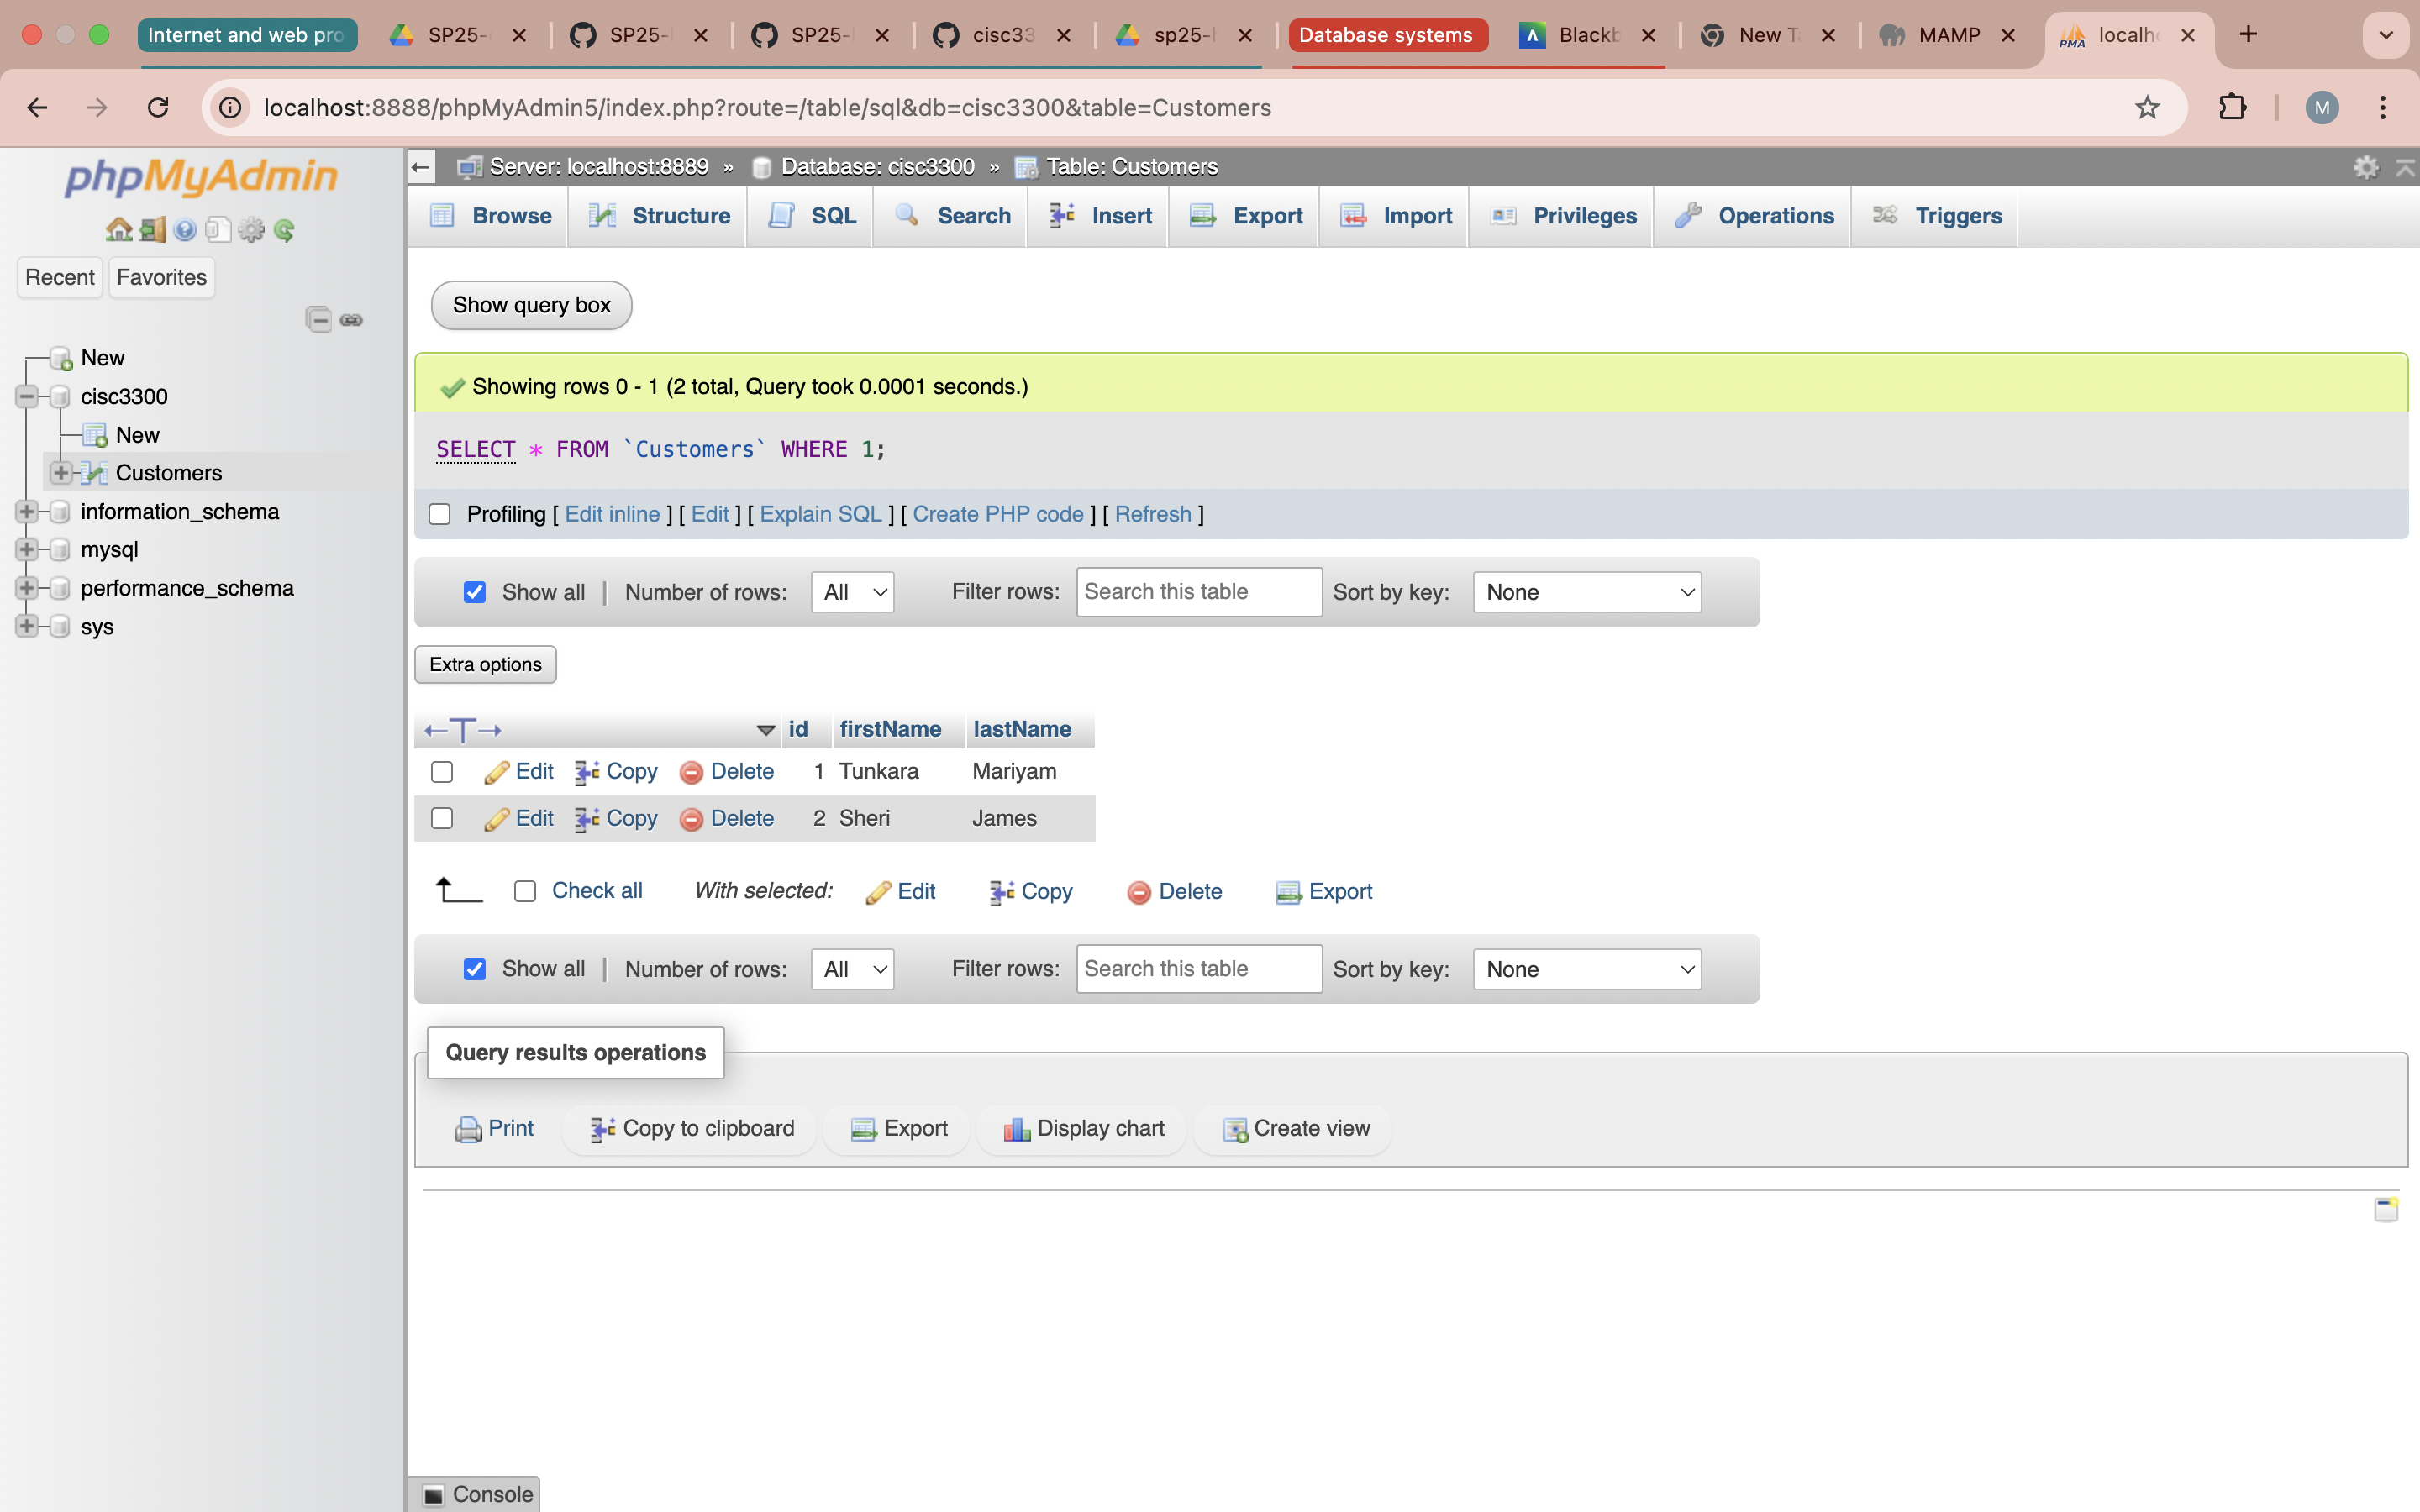 Internet and web pro SP25- SP25- SP25- cisc33 sp25-h Database systems Blackb New Ta MAMP localh
localhost:8888/phpMyAdmin5/index.php?route=/table/sql&db=cisc3300&table=Customers M
phpMyAdmin
Recent Favorites
New
cisc3300
New
Customers
information_schema
mysql
performance_schema
sys
Server: localhost:8889 » Database: cisc3300 » Table: Customers
Browse Structure SQL Search Insert Export Import Privileges Operations Triggers
Show query box
Showing rows 0 - 1 (2 total, Query took 0.0001 seconds.)
SELECT * FROM `Customers` WHERE 1;
Profiling [ Edit inline ] [ Edit ] [ Explain SQL ] [ Create PHP code ] [ Refresh ]
Show all | Number of rows: All Filter rows: Search this table Sort by key: None
Extra options
←T→ id firstName lastName
Edit Copy Delete 1 Tunkara Mariyam
Edit Copy Delete 2 Sheri James
Check all With selected: Edit Copy Delete Export
Show all | Number of rows: All Filter rows: Search this table Sort by key: None
Query results operations
Print Copy to clipboard Export Display chart Create view
Console